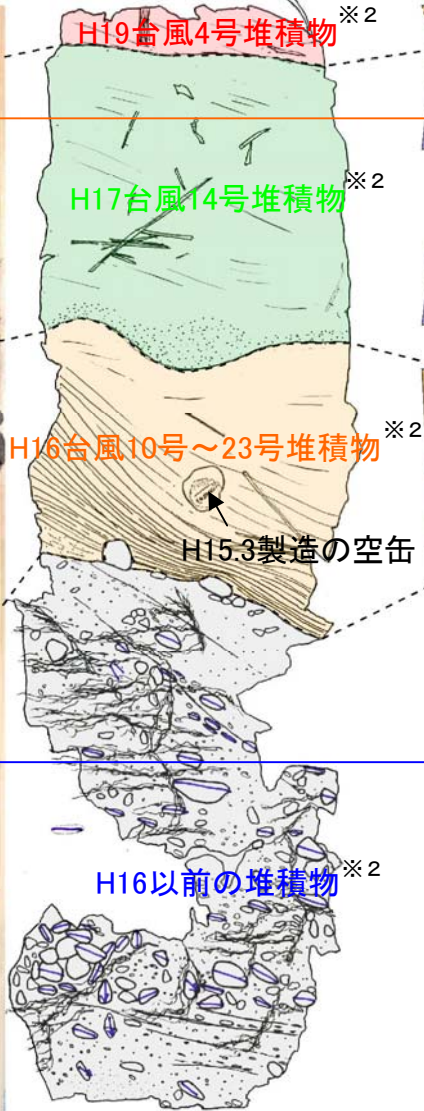 H19台風4号堆積物 ※2
H17台風14号堆積物 ※2
H16台風10号～23号堆積物 ※2
H15.3製造の空缶
H16以前の堆積物 ※2